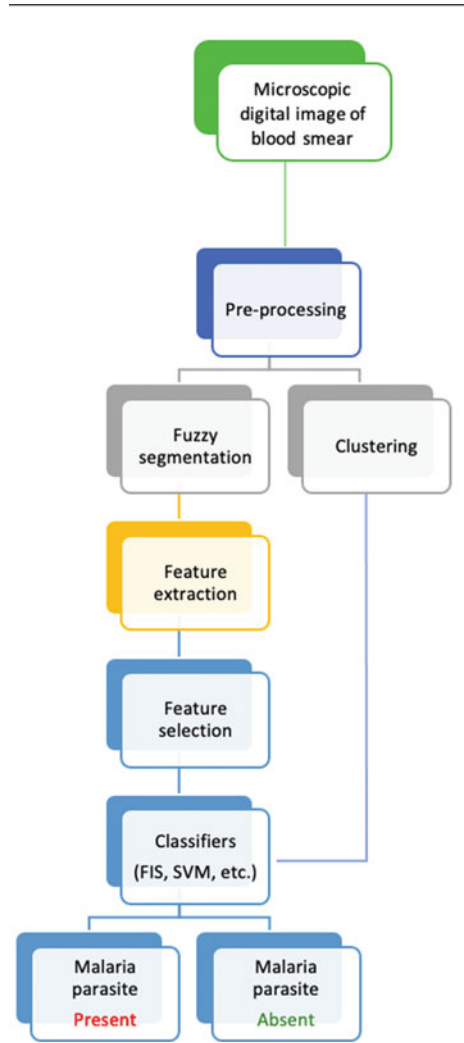 Microscopic
digital image of
blood smear
Pre-processing
Fuzzy
segmentation
Clustering
Feature
extraction
Feature
selection
Classifiers
(FIS, SVM, etc.)
Malaria
parasite
Present
Malaria
parasite
Absent